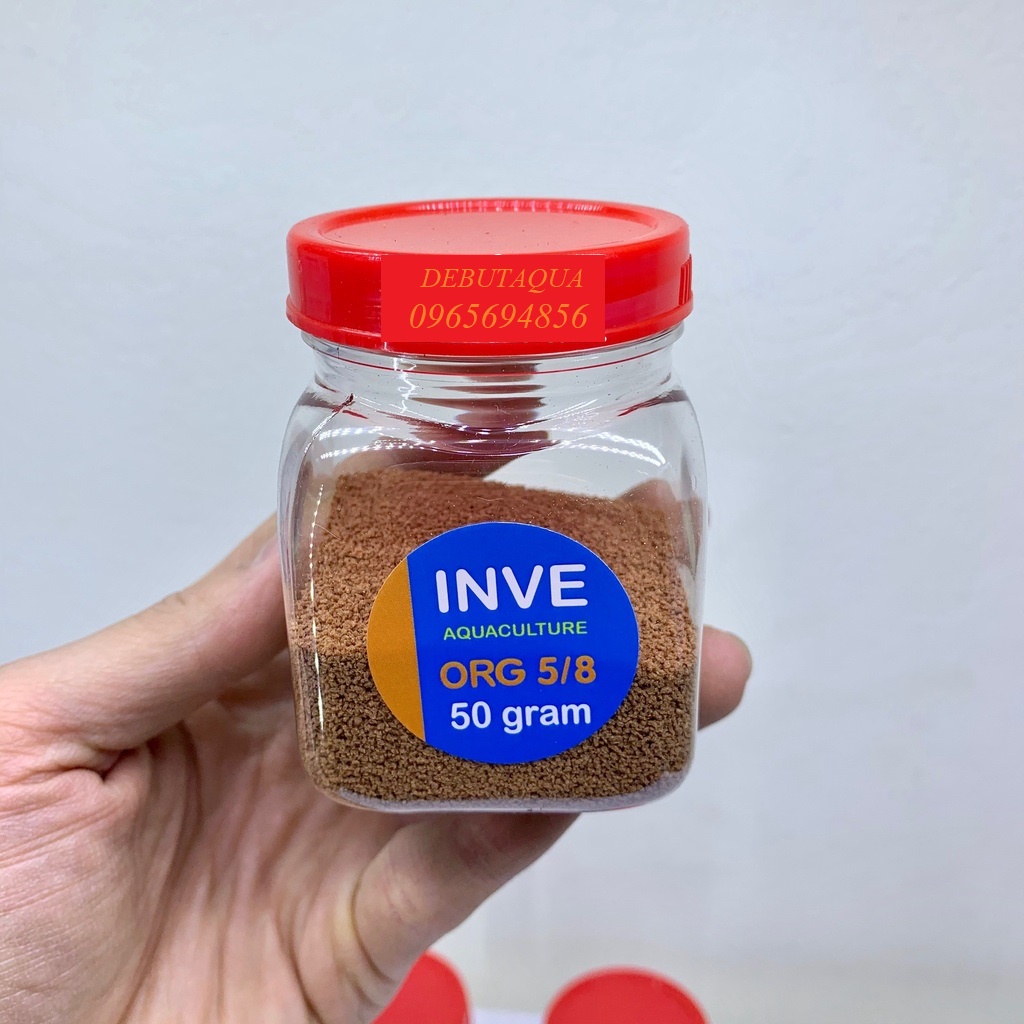 DEBUTAQUA
0965694856
INVE
AQUACULTURE
ORG 5/8
50 gram